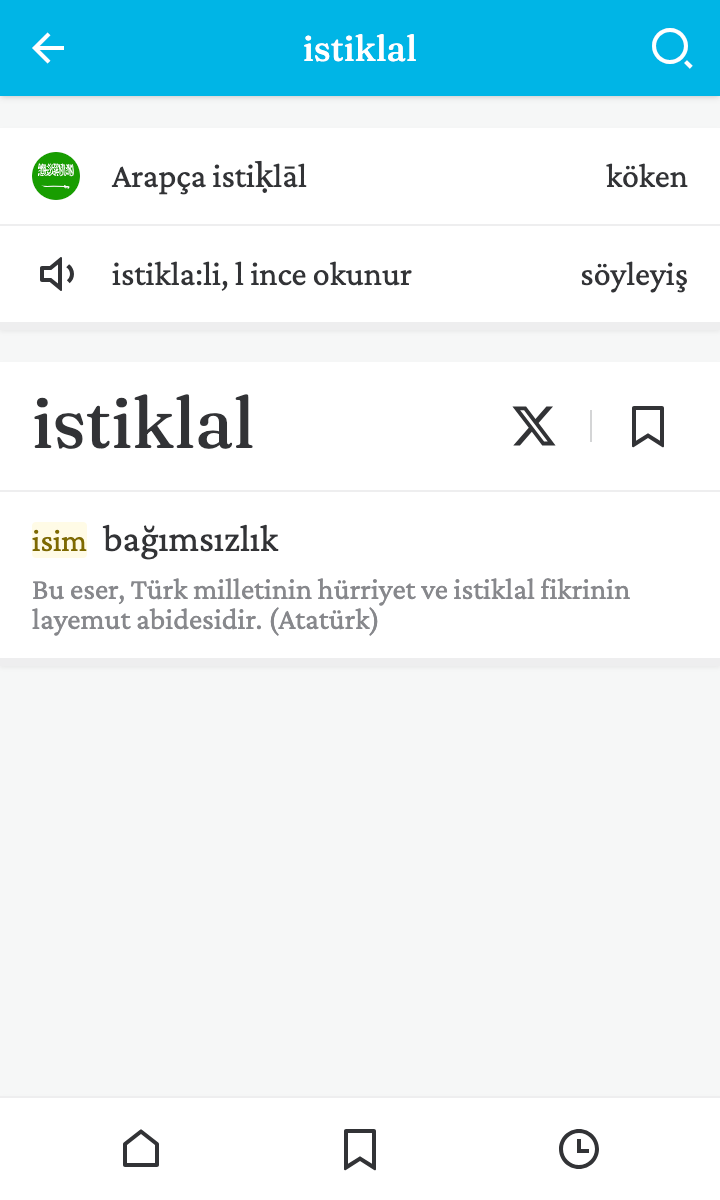 istiklal
Arapça istiḳlāl köken
istikla:li, l ince okunur söyleyiş
istiklal
isim bağımsızlık
Bu eser, Türk milletinin hürriyet ve istiklal fikrinin
layemut abidesidir. (Atatürk)